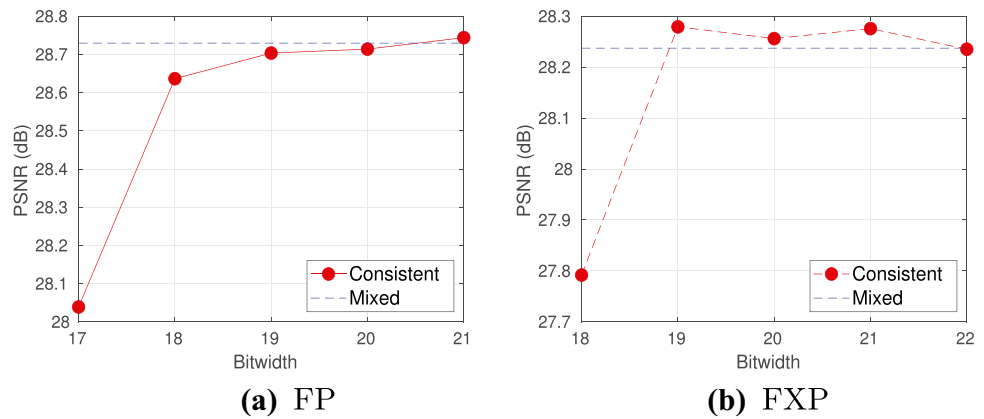 28.8
28.7
28.6
28.5
28.4
28.3
28.2
28.1
28
PSNR (dB)
17 18 19 20 21
Bitwidth
Consistent
Mixed
(a) FP
28.3
28.2
28.1
28
27.9
27.8
27.7
PSNR (dB)
18 19 20 21 22
Bitwidth
Consistent
Mixed
(b) FXP